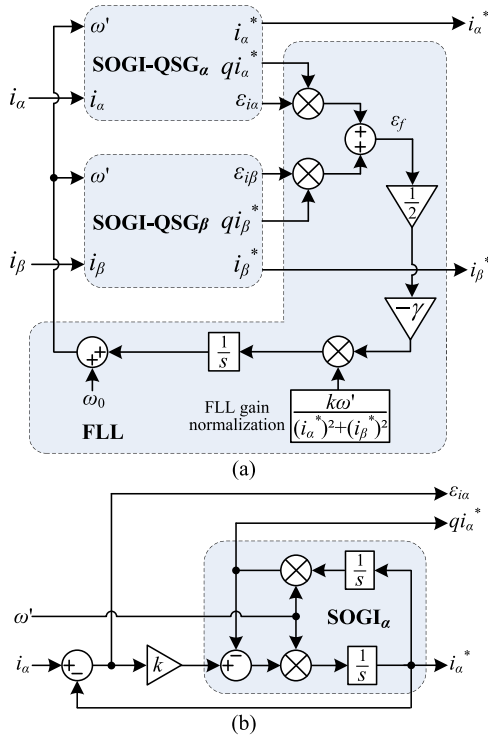 ω' iα* iα*
SOGI-QSGα qiα*
iα iα εiα
εf
ω' εiβ
SOGI-QSGβ qiβ*
1/2
iβ iβ iβ* iβ*
−γ
1/s
ω0
FLL gain
normalization
kω'
(iα*)²+(iβ*)²
FLL
(a)
εiα
qiα*
1/s
SOGIα
ω'
iα k 1/s iα*
(b)